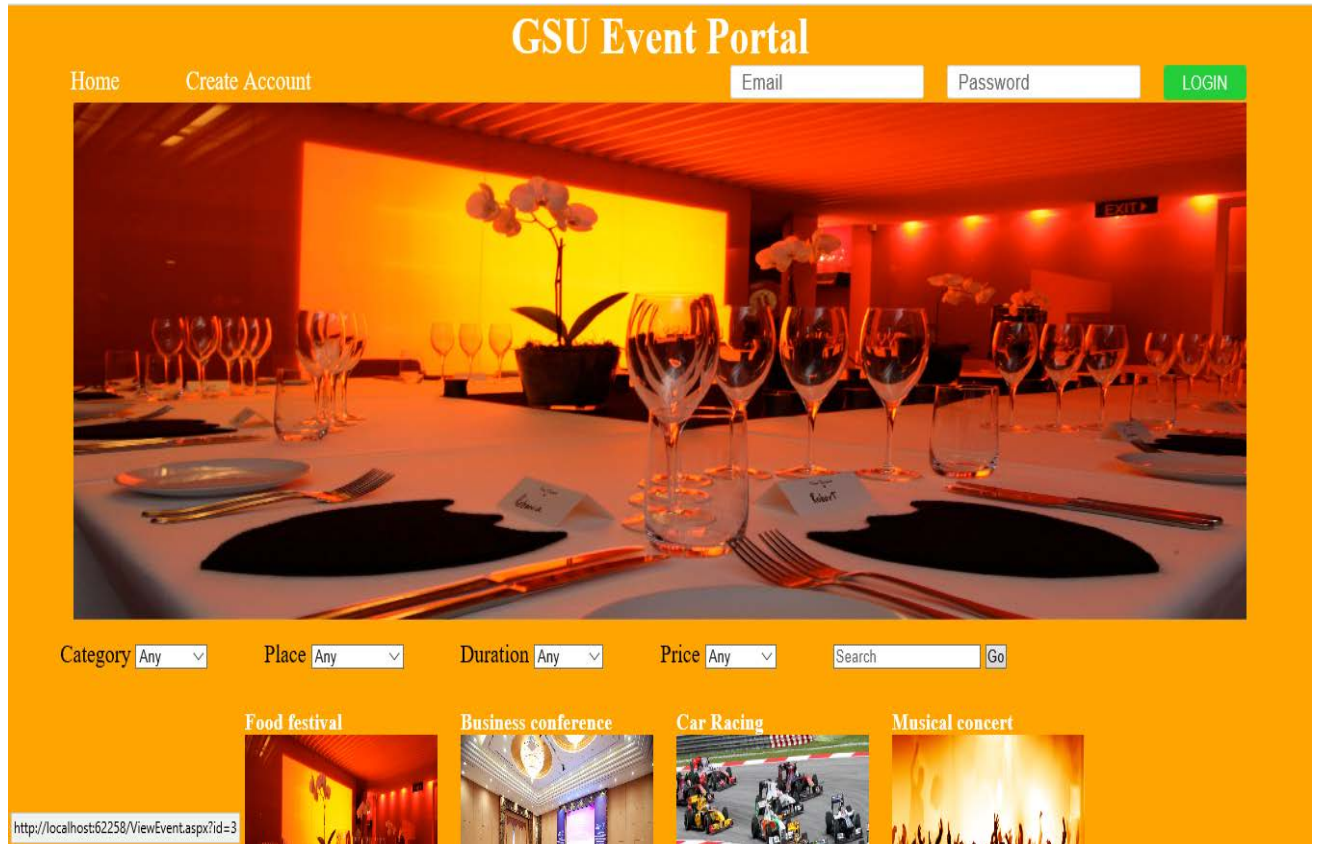 GSU Event Portal
Home Create Account Email Password LOGIN
EXIT
Robert
Category Any Place Any Duration Any Price Any Search Go
Food festival Business conference Car Racing Musical concert
http://localhost:62258/ViewEvent.aspx?id=3